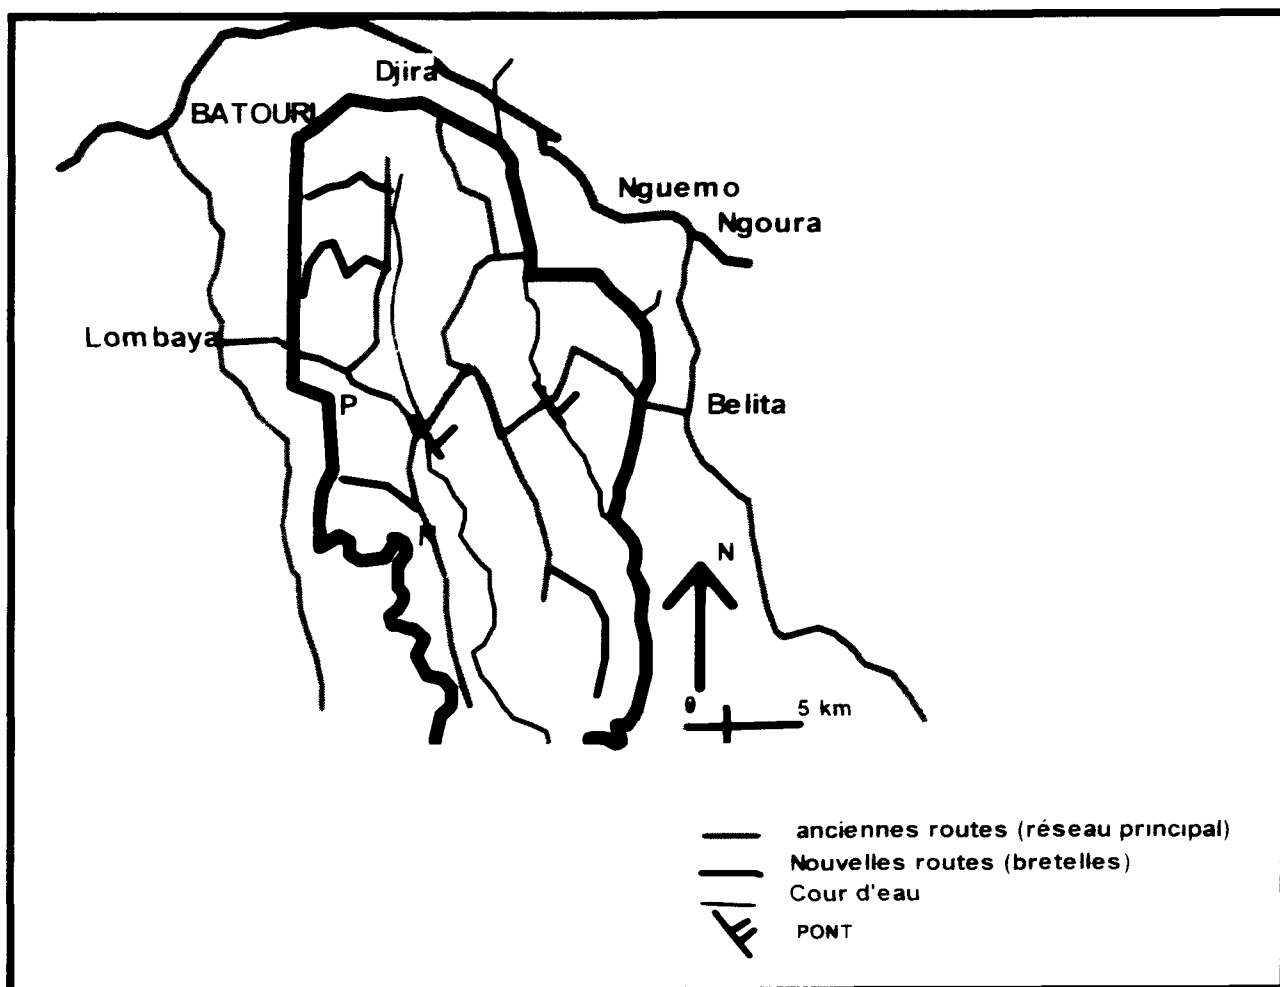 Djira
BATOURI
Nguemo
Ngoura
Lombaya
P
Belita
N
0
5 km
anciennes routes (réseau principal)
Nouvelles routes (bretelles)
Cour d'eau
PONT